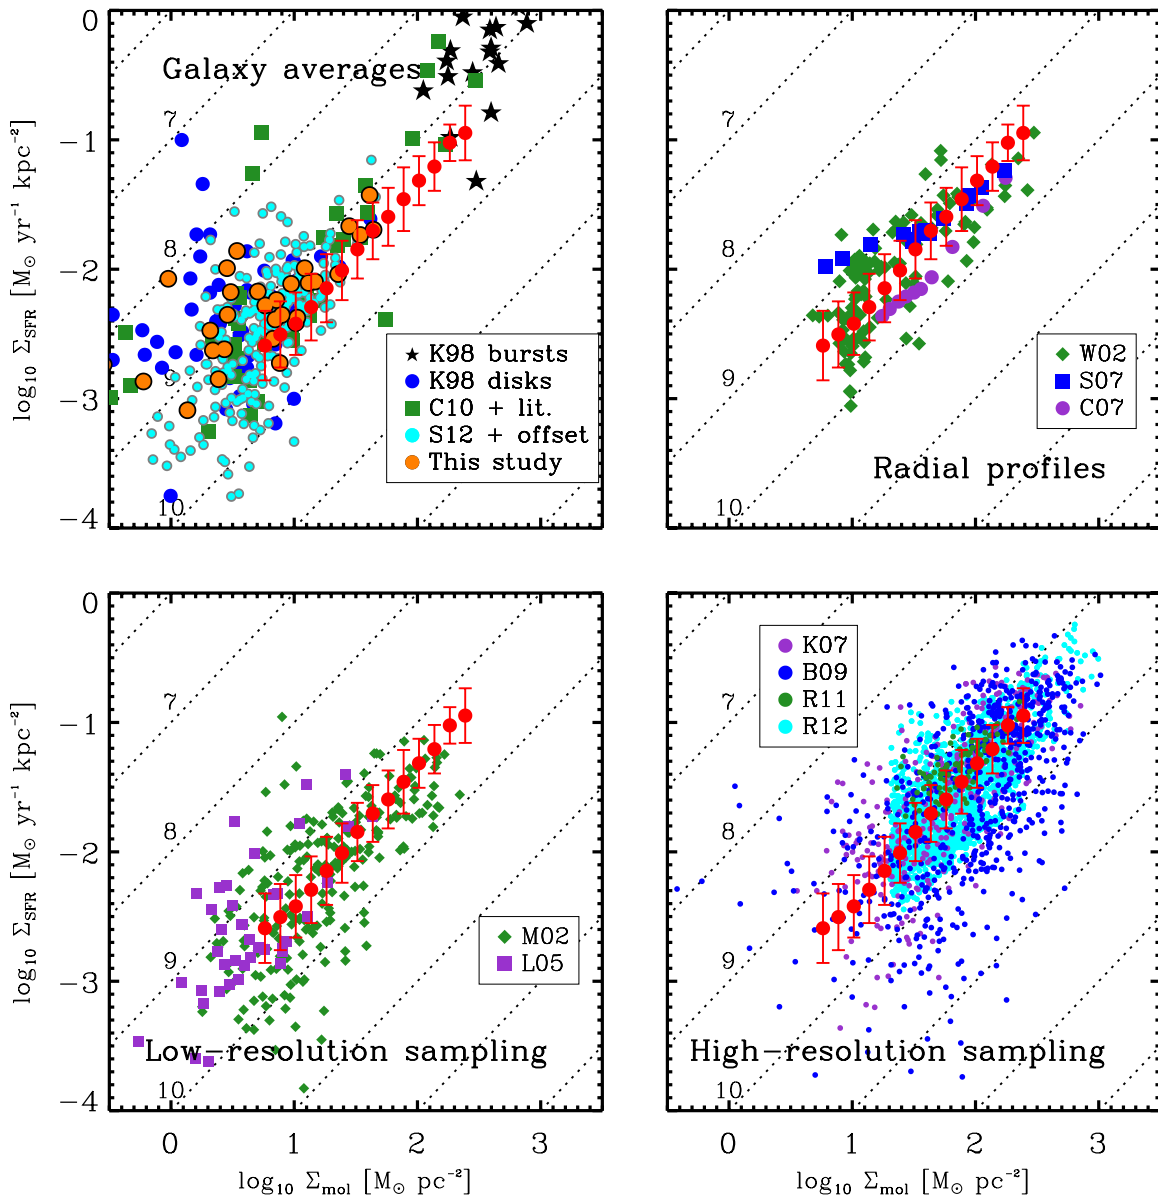 0
−1
−2
−3
−4
log₁₀ Σ_SFR [M⊙ yr⁻¹ kpc⁻²]
Galaxy averages
7
8
9
10
K98 bursts
K98 disks
C10 + lit.
S12 + offset
This study
7
8
9
10
W02
S07
C07
Radial profiles
0
−1
−2
−3
−4
log₁₀ Σ_SFR [M⊙ yr⁻¹ kpc⁻²]
7
8
9
10
M02
L05
Low−resolution sampling
0 1 2 3
log₁₀ Σ_mol [M⊙ pc⁻²]
K07
B09
R11
R12
7
8
9
10
High−resolution sampling
0 1 2 3
log₁₀ Σ_mol [M⊙ pc⁻²]